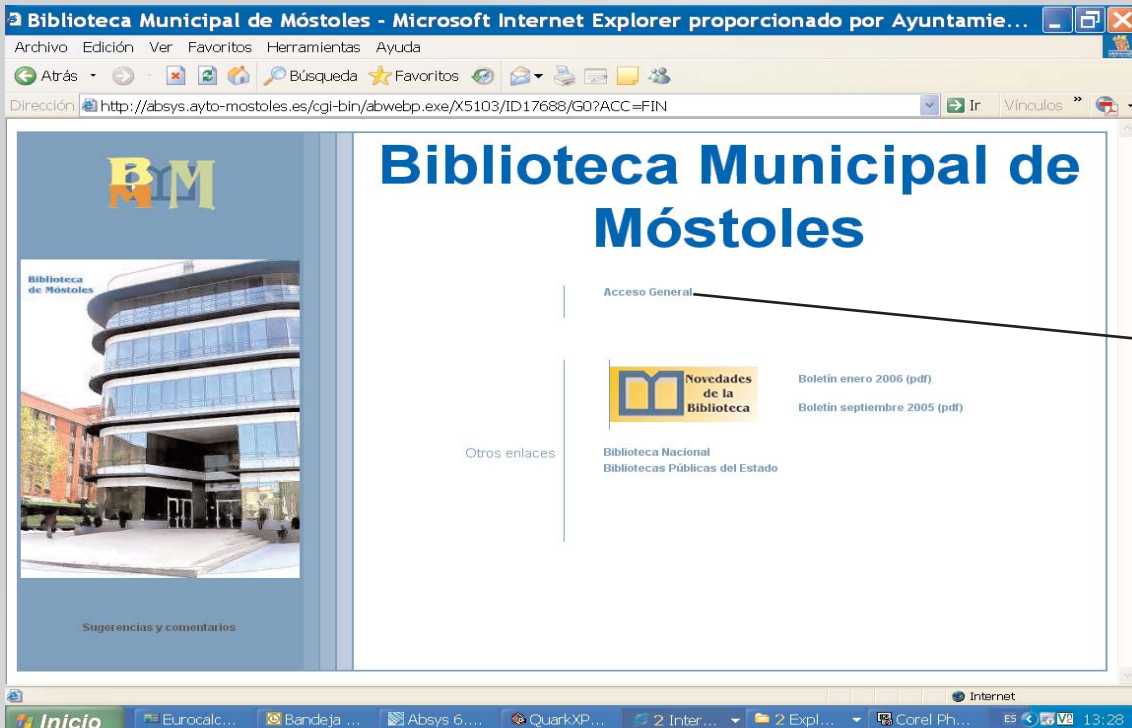 Biblioteca Municipal de Móstoles - Microsoft Internet Explorer proporcionado por Ayuntamie...
Archivo Edición Ver Favoritos Herramientas Ayuda
Atrás Búsqueda Favoritos
Dirección http://absys.ayto-mostoles.es/cgi-bin/abwebp.exe/X5103/ID17688/G0?ACC=FIN Ir Vínculos »
BMYM
Biblioteca Municipal de
Móstoles
Biblioteca
de Móstoles
Acceso General
Novedades
de la
Biblioteca
Boletín enero 2006 (pdf)
Boletín septiembre 2005 (pdf)
Otros enlaces
Biblioteca Nacional
Bibliotecas Públicas del Estado
Sugerencias y comentarios
Internet
Inicio Eurocalc... Bandeja ... Absys 6.... QuarkXP... 2 Inter... 2 Expl... Corel Ph... ES V2 13:28